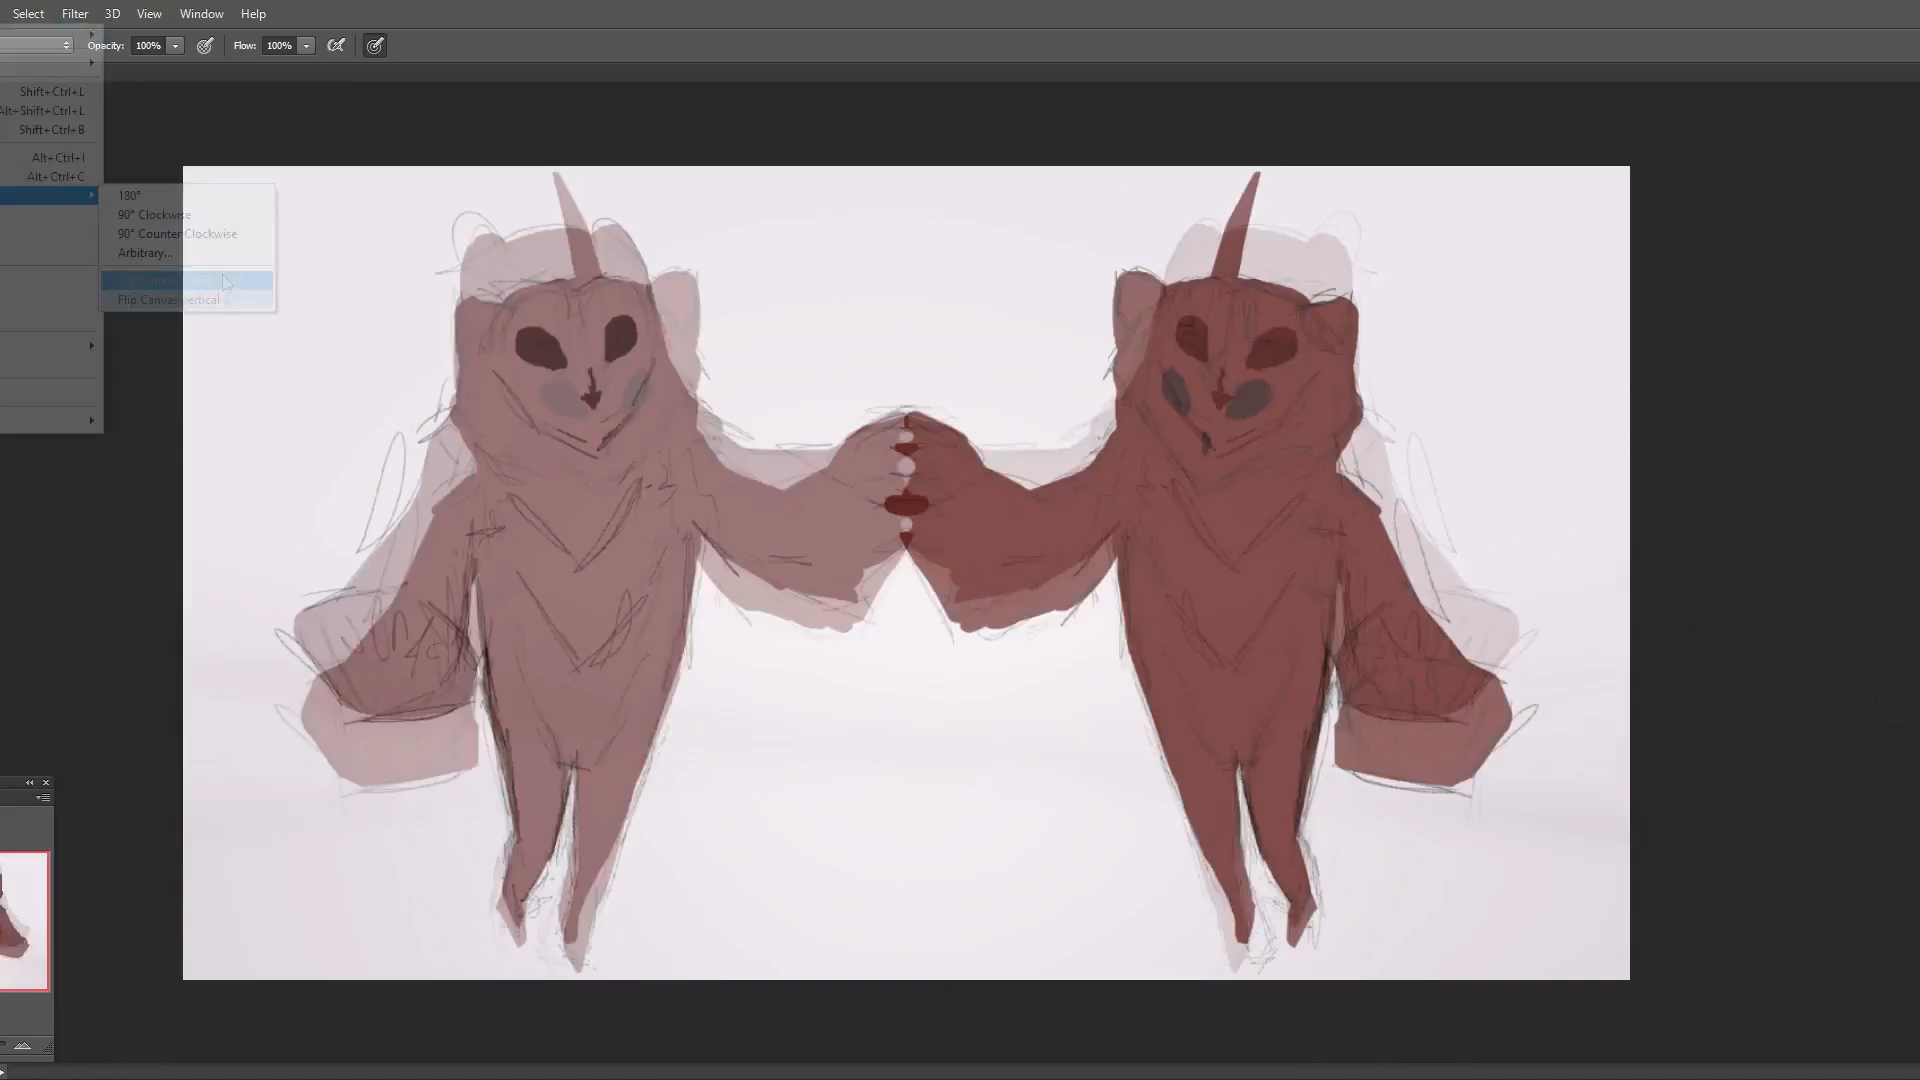 Select Filter 3D View Window Help
Opacity: 100% Flow: 100%
Shift+Ctrl+L
Alt+Shift+Ctrl+L
Shift+Ctrl+B
Alt+Ctrl+I
Alt+Ctrl+C
180°
90° Clockwise
90° Counter Clockwise
Arbitrary...
Flip Canvas Vertical